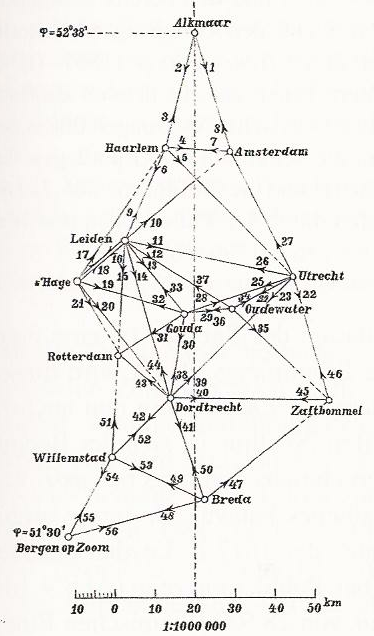 Alkmaar
φ=52°38'
2 1
3 8
Haarlem 4 7 Amsterdam
5
6
9 10
Leiden 11 27
17 16 12 26
18 15 14 13 37 Utrecht
s'Hage 19 33 28 25 24 23 22
21 20 32 29 36 34 Oudewater
Gouda
31 30 35
Rotterdam
44 38 39 46
43 40 45
Dordtrecht Zaltbommel
42 41
51 52
Willemstad 53 50
54 49 47
55 48 Breda
φ=51°30' 56
Bergen op Zoom
10 0 10 20 30 40 50 km
1:1000 000